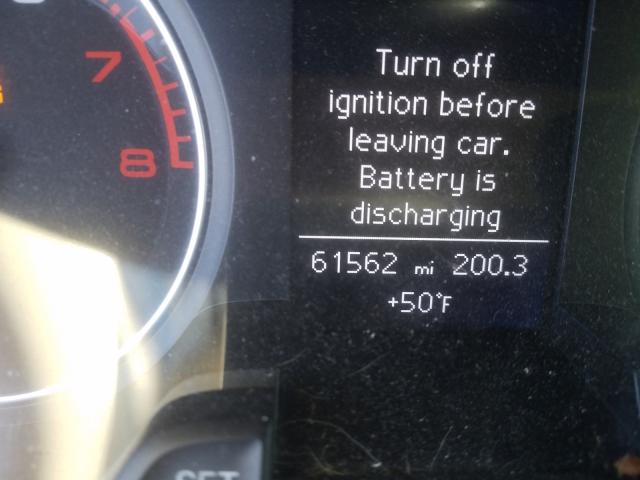 7
8
Turn off
ignition before
leaving car.
Battery is
discharging
61562 mi 200.3
+50°F
SET